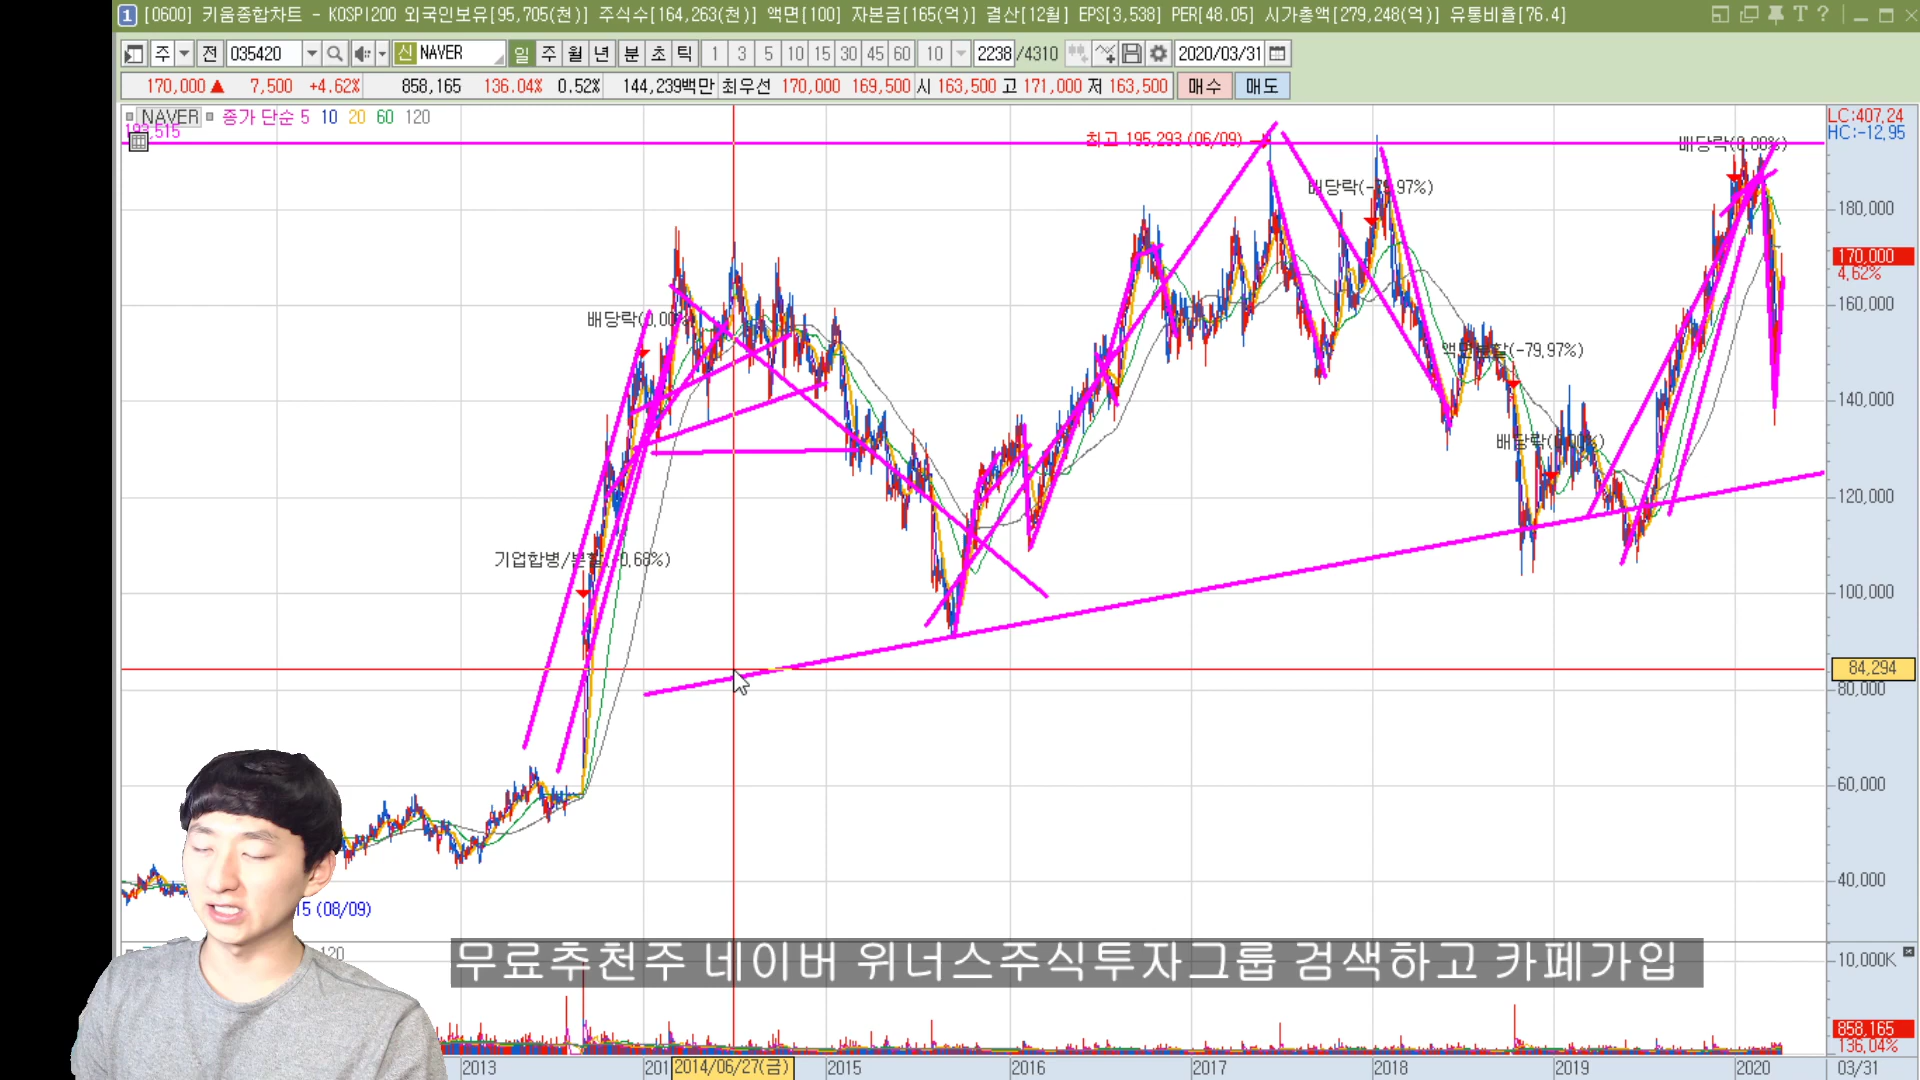 1 [0600] 키움종합차트 - KOSPI200 외국인보유[95,705(천)] 주식수[164,263(천)] 액면[100] 자본금[165(억)] 결산[12월] EPS[3,538] PER[48.05] 시가총액[279,248(억)] 유통비율[76.4] T ?
주 전 035420 신 NAVER 일 주 월 년 분 초 틱 1 3 5 10 15 30 45 60 10 2238 /4310 2020/03/31
170,000 ▲ 7,500 +4.62% 858,165 136.04% 0.52% 144,239백만 최우선 170,000 169,500 시 163,500 고 171,000 저 163,500 매수 매도
NAVER 종가 단순 5 10 20 60 120
LC:407,24
HC:-12,95
193,515
최고 195,293 (06/09)
배당락(0,00%)
배당락(-79,97%)
180,000
170,000
4,62%
160,000
배당락(0,00%)
액면분할(-79,97%)
140,000
배당락(0,00%)
120,000
기업합병/분할(-0,68%)
100,000
84,294
80,000
60,000
40,000
15 (08/09)
120
무료추천주 네이버 위너스주식투자그룹 검색하고 카페가입
10,000K
858,165
136,04%
2013 201 2014/06/27(금) 2015 2016 2017 2018 2019 2020 03/31